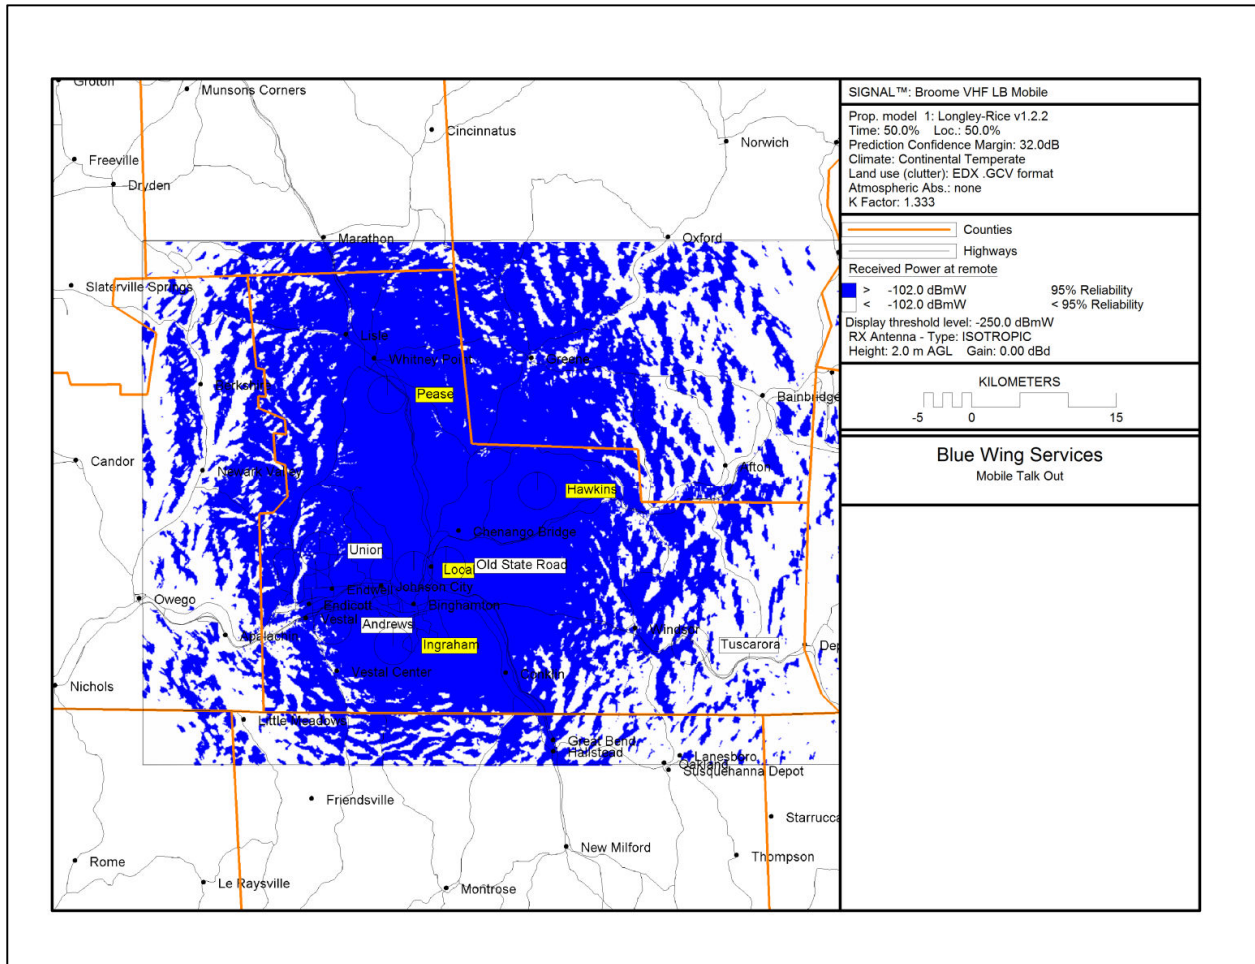 Groton
Munsons Corners
Cincinnatus
Norwich
Freeville
Dryden
Marathon
Oxford
Slaterville Springs
Lisle
Whitney Point
Greene
Pease
Berkshire
Bainbridge
Candor
Newark Valley
Afton
Hawkins
Chenango Bridge
Union
Local
Old State Road
Johnson City
Endwell
Owego
Endicott
Binghamton
Vestal
Andrews
Windsor
Apalachin
Ingraham
Tuscarora
Dep
Vestal Center
Conklin
Nichols
Little Meadows
Great Bend
Hallstead
Lanesboro
Oakland
Susquehanna Depot
Friendsville
Starrucca
New Milford
Thompson
Rome
Le Raysville
Montrose
SIGNAL™: Broome VHF LB Mobile
Prop. model 1: Longley-Rice v1.2.2
Time: 50.0% Loc.: 50.0%
Prediction Confidence Margin: 32.0dB
Climate: Continental Temperate
Land use (clutter): EDX .GCV format
Atmospheric Abs.: none
K Factor: 1.333
Counties
Highways
Received Power at remote
> -102.0 dBmW 95% Reliability
< -102.0 dBmW < 95% Reliability
Display threshold level: -250.0 dBmW
RX Antenna - Type: ISOTROPIC
Height: 2.0 m AGL Gain: 0.00 dBd
KILOMETERS
-5 0 15
Blue Wing Services
Mobile Talk Out